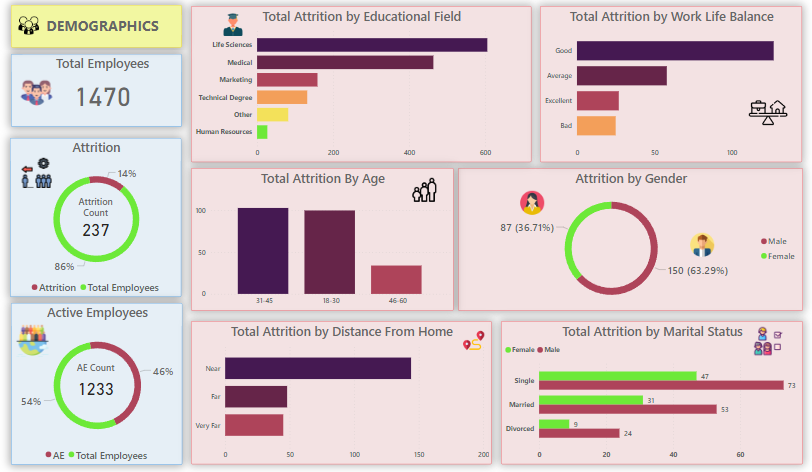 DEMOGRAPHICS
Total Employees
1470
Attrition
14%
Attrition
Count
237
86%
Attrition Total Employees
Active Employees
AE Count
1233
46%
54%
AE Total Employees
Total Attrition by Educational Field
Life Sciences
Medical
Marketing
Technical Degree
Other
Human Resources
0 200 400 600
Total Attrition by Work Life Balance
Good
Average
Excellent
Bad
0 50 100
Total Attrition By Age
100
50
0
31-45 18-30 46-60
Attrition by Gender
87 (36.71%)
150 (63.29%)
Male
Female
Total Attrition by Distance From Home
Near
Far
Very Far
0 50 100 150 200
Total Attrition by Marital Status
Female Male
Single
47
73
Married
31
53
Divorced
9
24
0 20 40 60